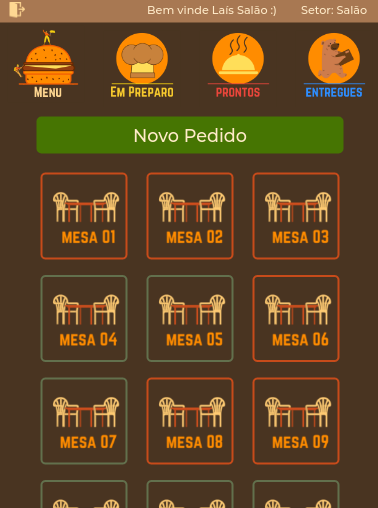 Bem vinde Laís Salão :) Setor: Salão
Menu Em Preparo Prontos Entregues
Novo Pedido
Mesa 01 Mesa 02 Mesa 03
Mesa 04 Mesa 05 Mesa 06
Mesa 07 Mesa 08 Mesa 09